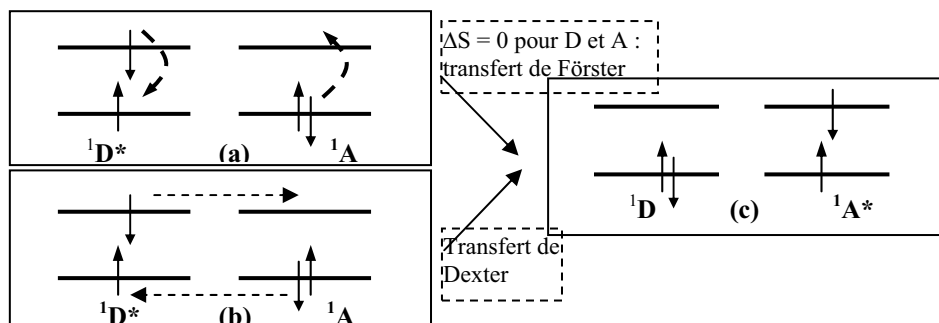 ΔS = 0 pour D et A :
transfert de Förster
¹D*
(a)
¹A
¹D
(c)
¹A*
Transfert de
Dexter
¹D*
(b)
¹A